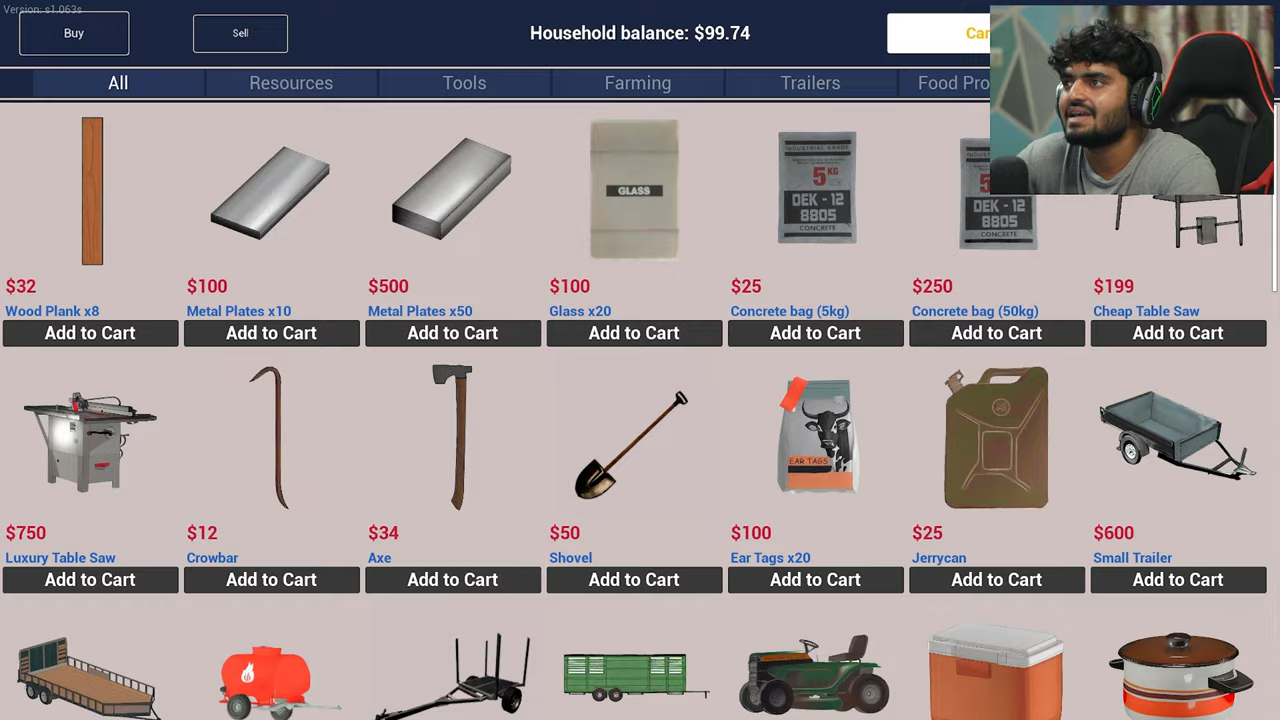 Version: s1.063s
Buy
Sell
Household balance: $99.74
Car
All
Resources
Tools
Farming
Trailers
Food Pro
GLASS
INDUSTRIAL GRADE
5 KG
DEK - 12
8805
CONCRETE
5
DEK - 12
8805
CONCRETE
$32
$100
$500
$100
$25
$250
$199
Wood Plank x8
Metal Plates x10
Metal Plates x50
Glass x20
Concrete bag (5kg)
Concrete bag (50kg)
Cheap Table Saw
Add to Cart
Add to Cart
Add to Cart
Add to Cart
Add to Cart
Add to Cart
Add to Cart
EAR TAGS
$750
$12
$34
$50
$100
$25
$600
Luxury Table Saw
Crowbar
Axe
Shovel
Ear Tags x20
Jerrycan
Small Trailer
Add to Cart
Add to Cart
Add to Cart
Add to Cart
Add to Cart
Add to Cart
Add to Cart